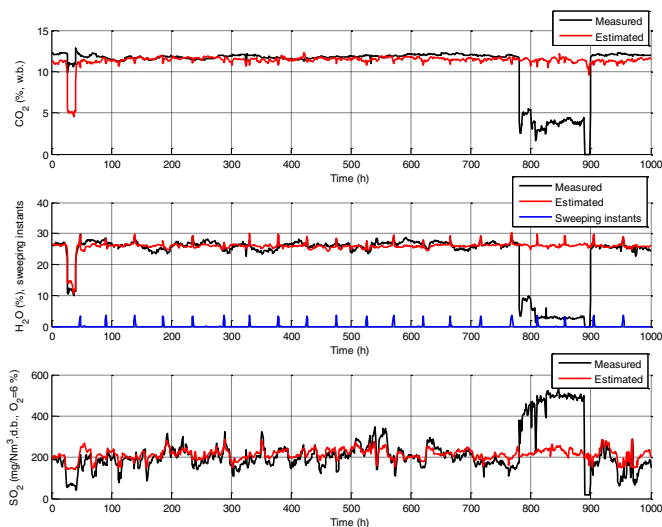 Measured
Estimated
15
10
5
0
CO2 (%, w.b.)
0 100 200 300 400 500 600 700 800 900 1000
Time (h)
Measured
Estimated
Sweeping instants
40
30
20
10
0
H2O (%), sweeping instants
0 100 200 300 400 500 600 700 800 900 1000
Time (h)
Measured
Estimated
600
400
200
0
SO2 (mg/Nm3,d.b., O2=6 %)
0 100 200 300 400 500 600 700 800 900 1000
Time (h)